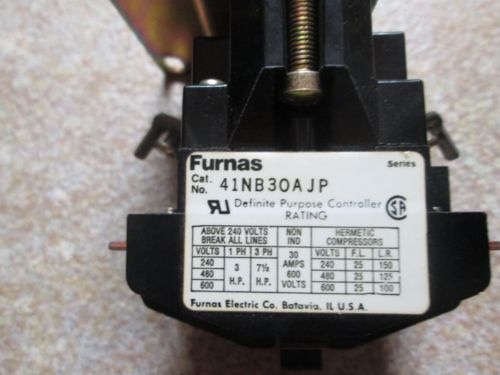 Furnas
Series
Cat. No. 41NB30AJP
Definite Purpose Controller
RATING
ABOVE 240 VOLTS BREAK ALL LINES
VOLTS 1 PH 3 PH
240
480 3 H.P. 7½ H.P.
600
NON IND
30 AMPS 600 VOLTS
HERMETIC COMPRESSORS
VOLTS F.L. L.R.
240 25 150
480 25 125
600 25 100
Furnas Electric Co. Batavia, IL U.S.A.